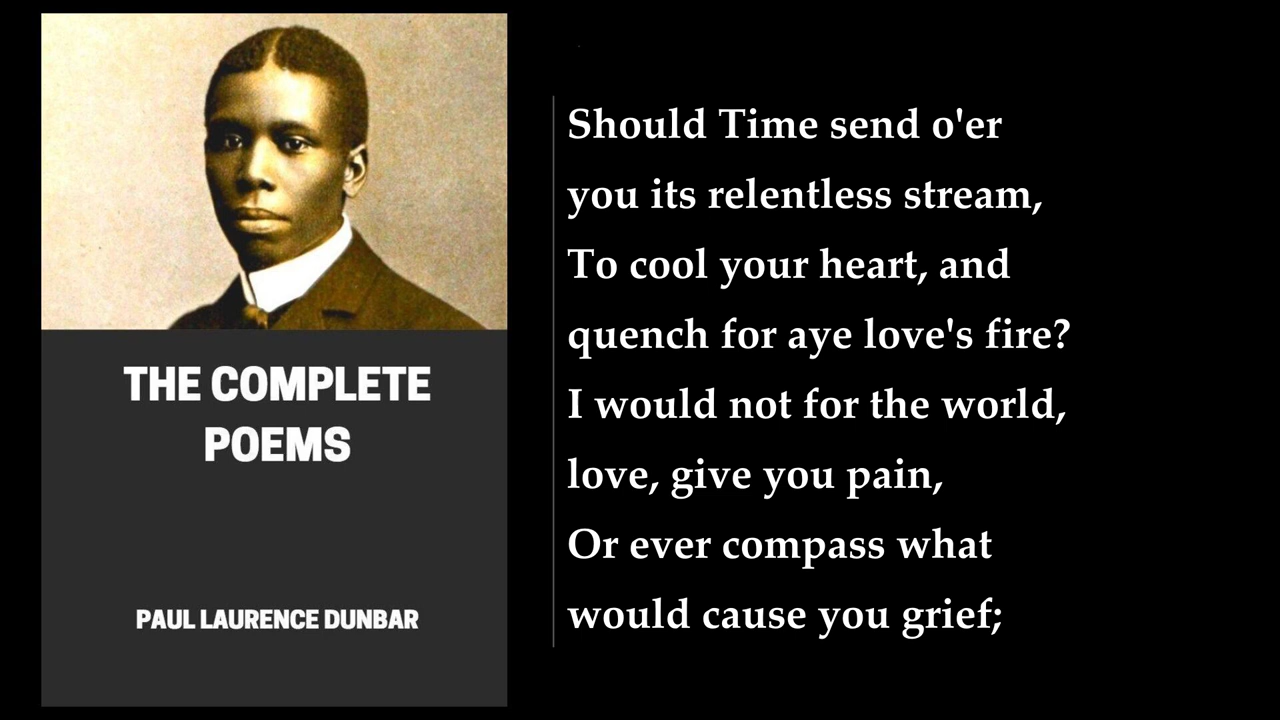 THE COMPLETE
POEMS
PAUL LAURENCE DUNBAR
Should Time send o'er
you its relentless stream,
To cool your heart, and
quench for aye love's fire?
I would not for the world,
love, give you pain,
Or ever compass what
would cause you grief;